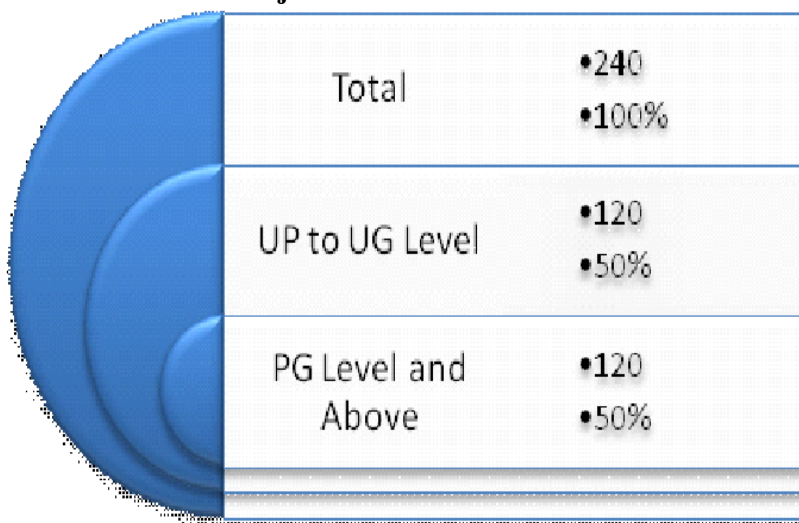 Total
•240
•100%
UP to UG Level
•120
•50%
PG Level and
Above
•120
•50%